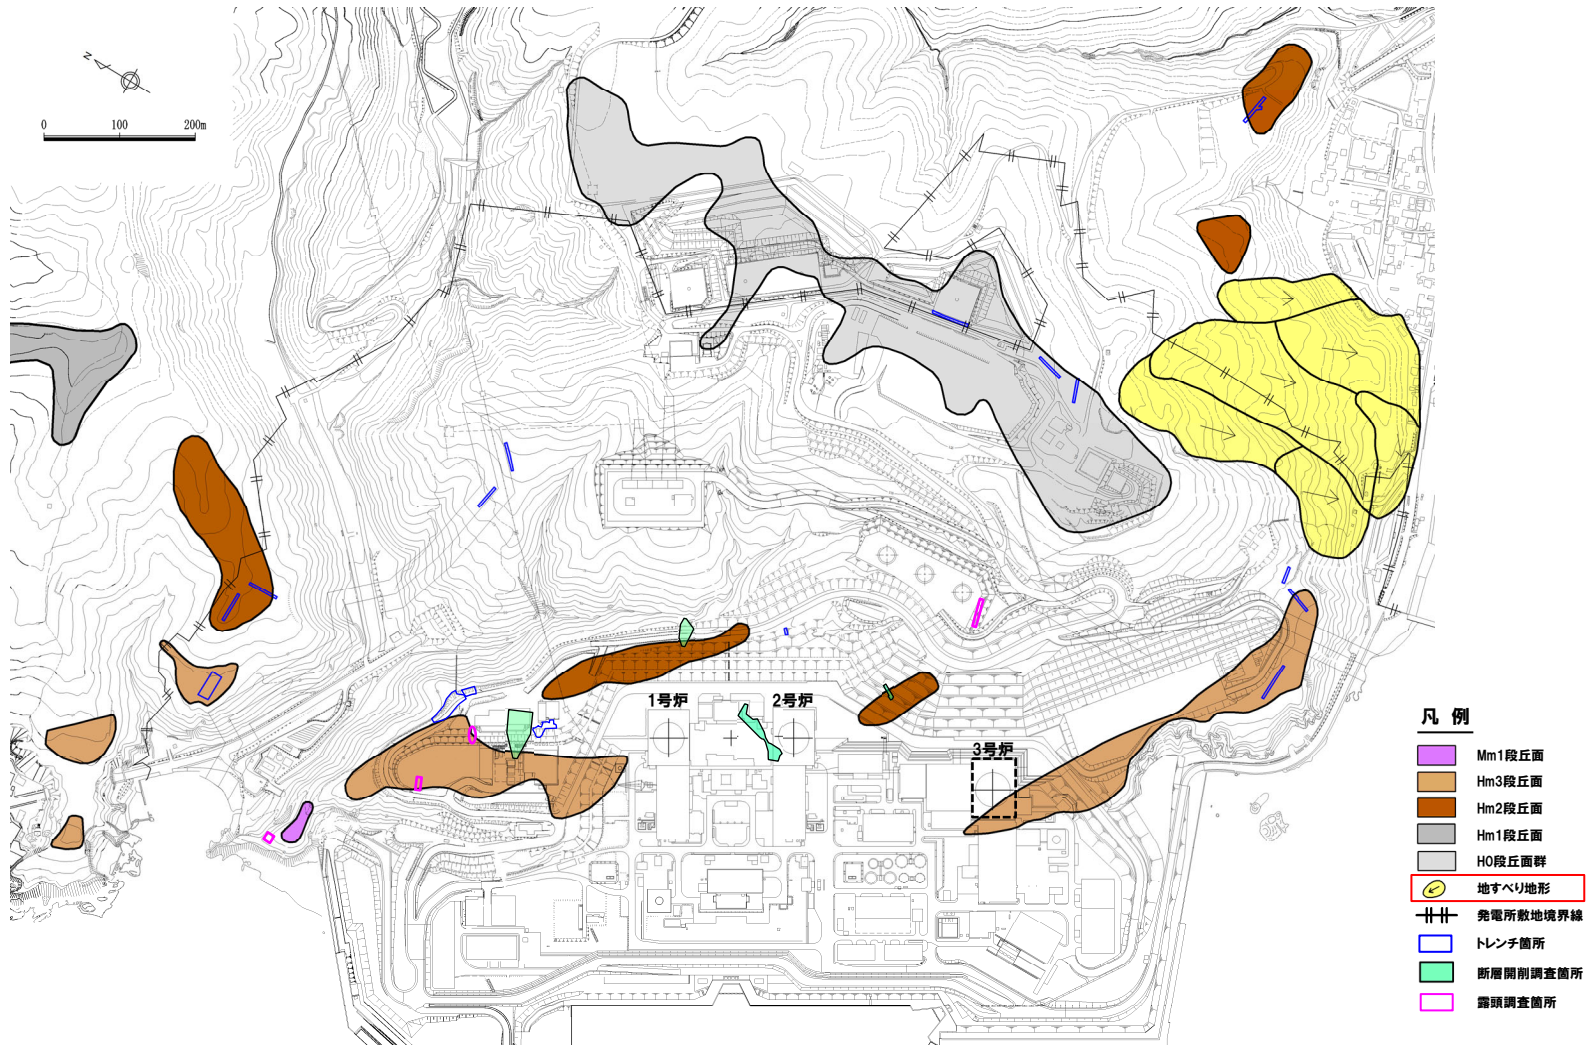 N
0 100 200m
1号炉
2号炉
3号炉
凡 例
Mm1段丘面
Hm3段丘面
Hm2段丘面
Hm1段丘面
H0段丘面群
地すべり地形
発電所敷地境界線
トレンチ箇所
断層開削調査箇所
露頭調査箇所